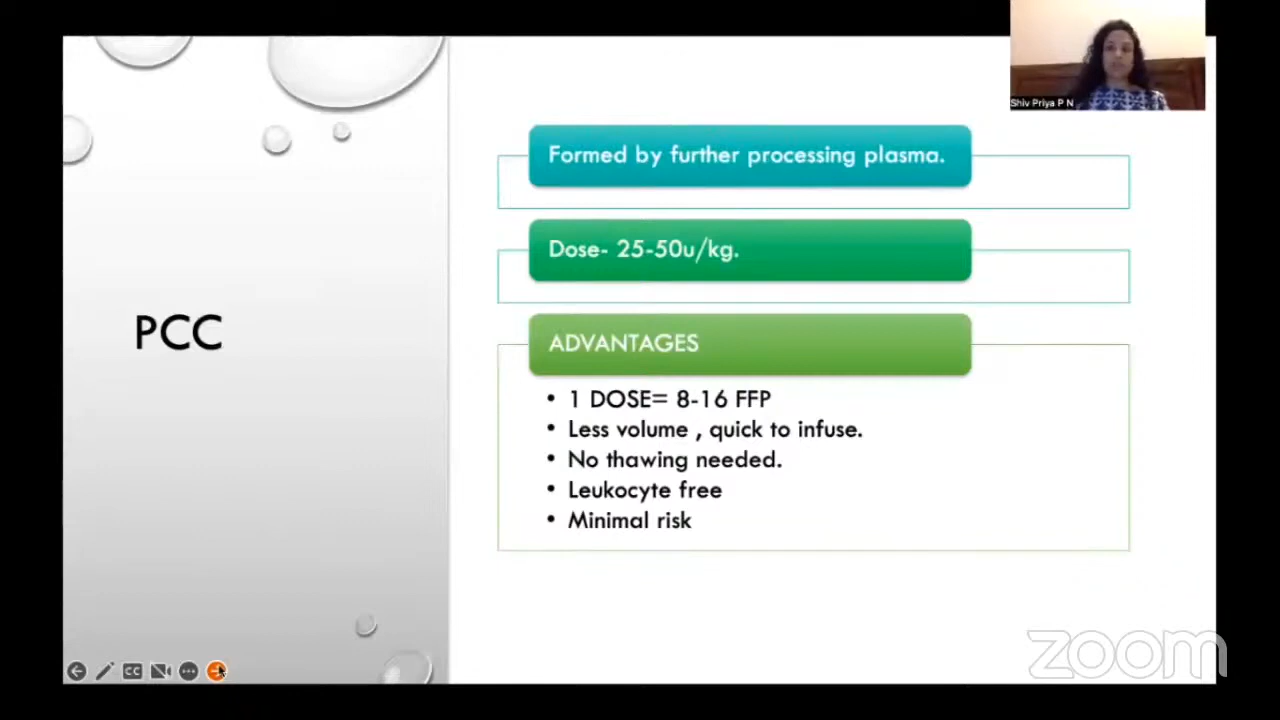 Shiv Priya P N
PCC
Formed by further processing plasma.
Dose- 25-50u/kg.
ADVANTAGES
• 1 DOSE= 8-16 FFP
• Less volume , quick to infuse.
• No thawing needed.
• Leukocyte free
• Minimal risk
CC
zoom